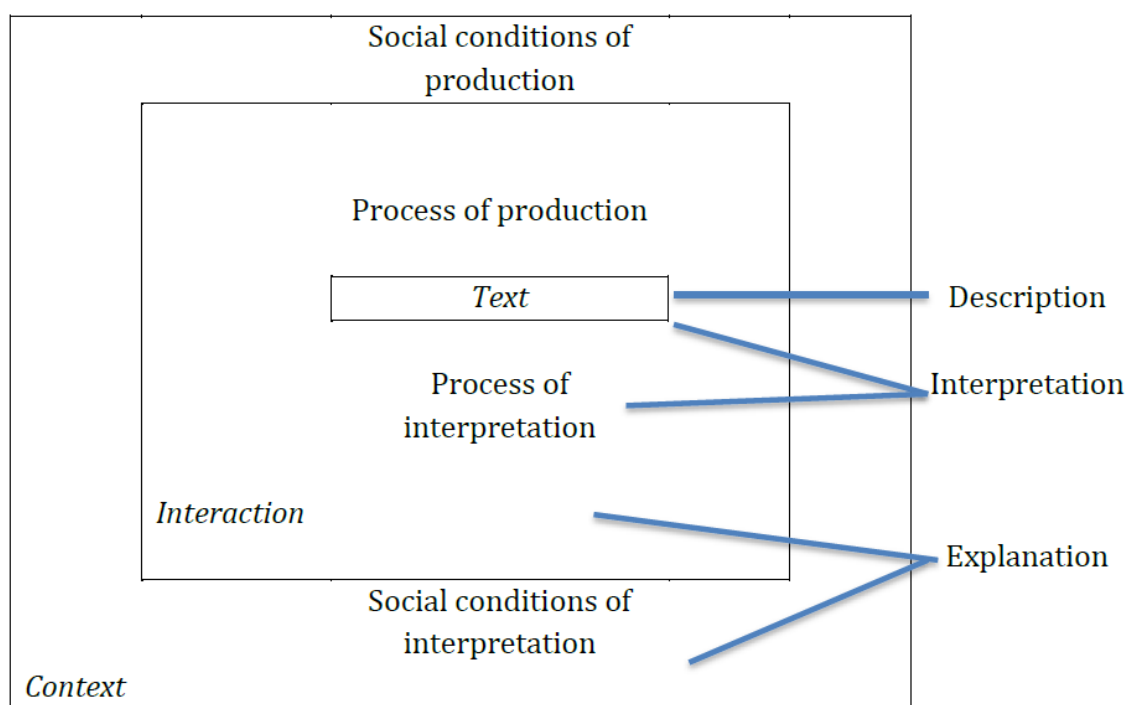 Social conditions of
production
Process of production
Text
Description
Process of
interpretation
Interpretation
Interaction
Explanation
Social conditions of
interpretation
Context